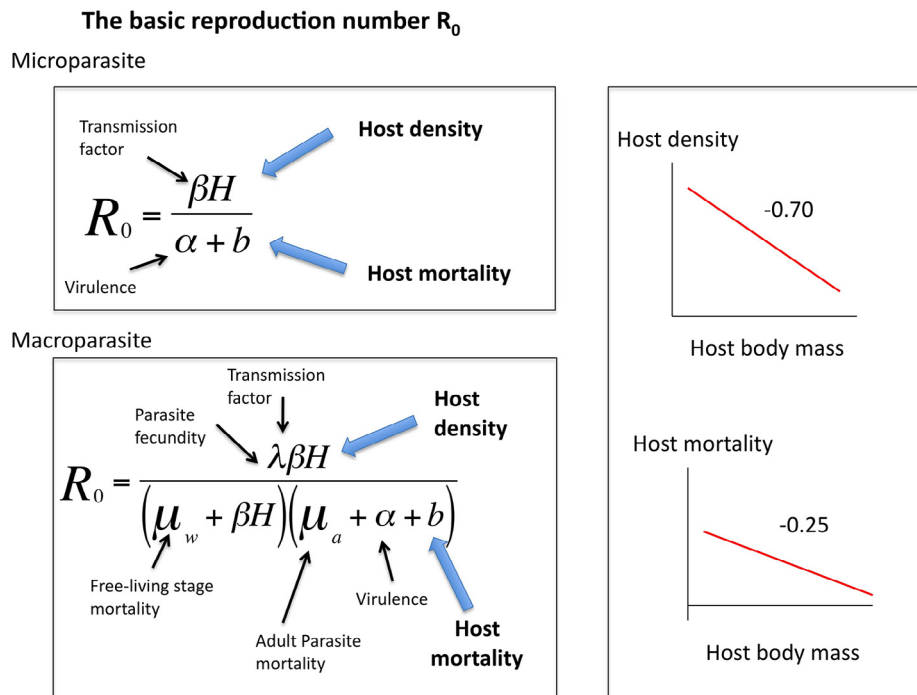 The basic reproduction number R₀
Microparasite
Transmission
factor
Host density
R₀ = βH / (α + b)
Virulence
Host mortality
Macroparasite
Transmission
factor
Parasite
fecundity
Host
density
R₀ = λβH / (μ_w + βH)(μ_a + α + b)
Free-living stage
mortality
Virulence
Adult Parasite
mortality
Host
mortality
Host density
-0.70
Host body mass
Host mortality
-0.25
Host body mass